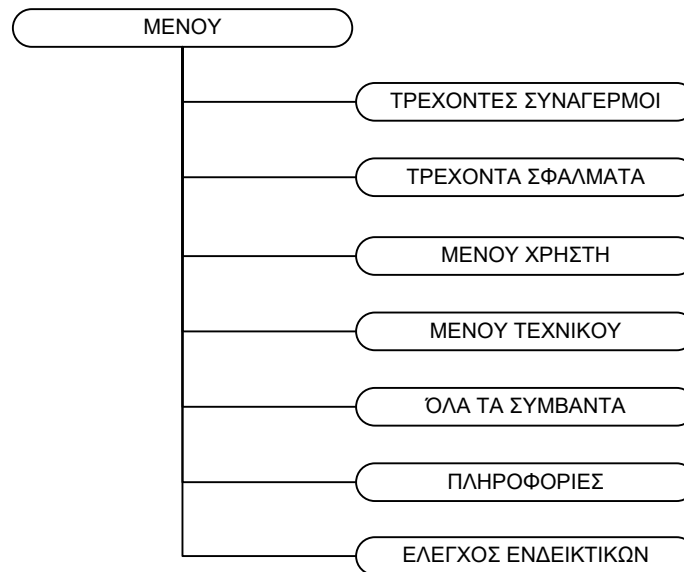 ΜΕΝΟΥ
ΤΡΕΧΟΝΤΕΣ ΣΥΝΑΓΕΡΜΟΙ
ΤΡΕΧΟΝΤΑ ΣΦΑΛΜΑΤΑ
ΜΕΝΟΥ ΧΡΗΣΤΗ
ΜΕΝΟΥ ΤΕΧΝΙΚΟΥ
ΌΛΑ ΤΑ ΣΥΜΒΑΝΤΑ
ΠΛΗΡΟΦΟΡΙΕΣ
ΕΛΕΓΧΟΣ ΕΝΔΕΙΚΤΙΚΩΝ